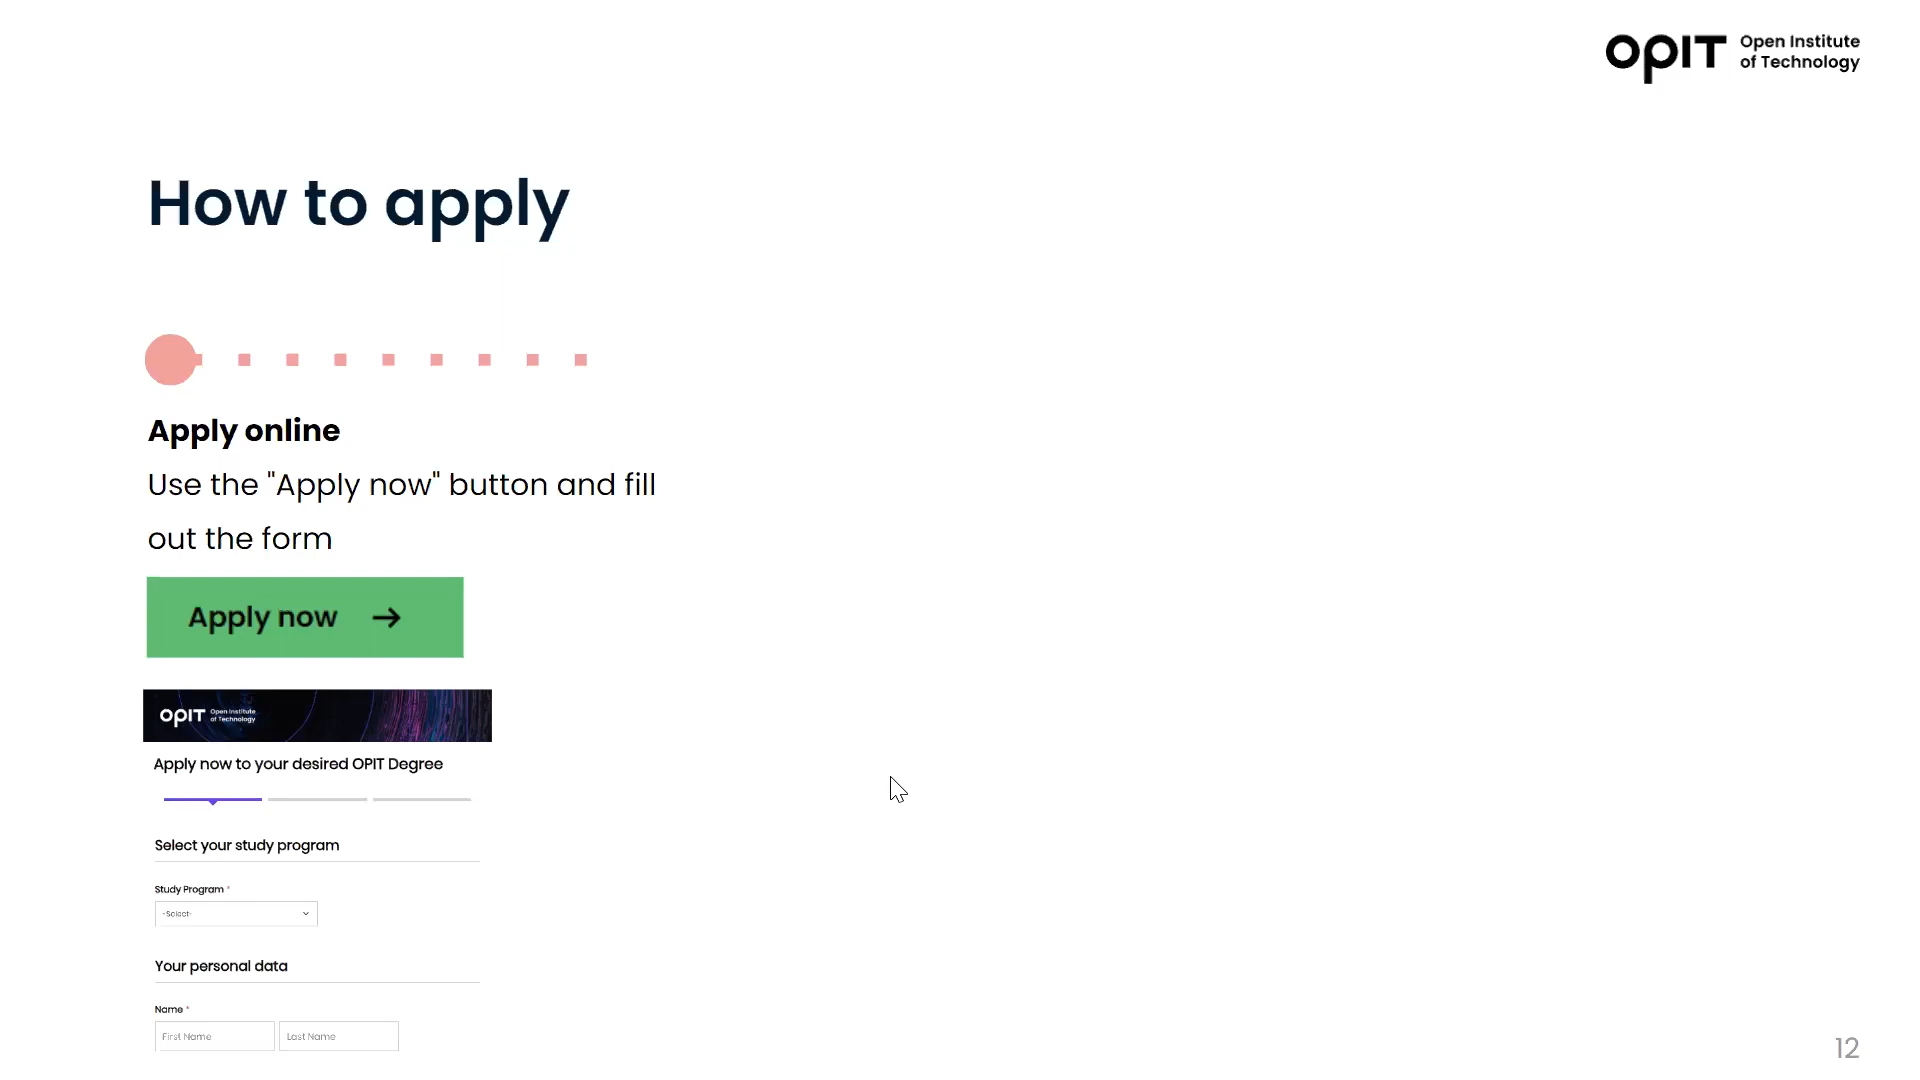 OPIT Open Institute
of Technology
How to apply
Apply online
Use the "Apply now" button and fill
out the form
Apply now →
OPIT Open Institute
of Technology
Apply now to your desired OPIT Degree
Select your study program
Study Program *
-Select-
Your personal data
Name *
First Name Last Name
12